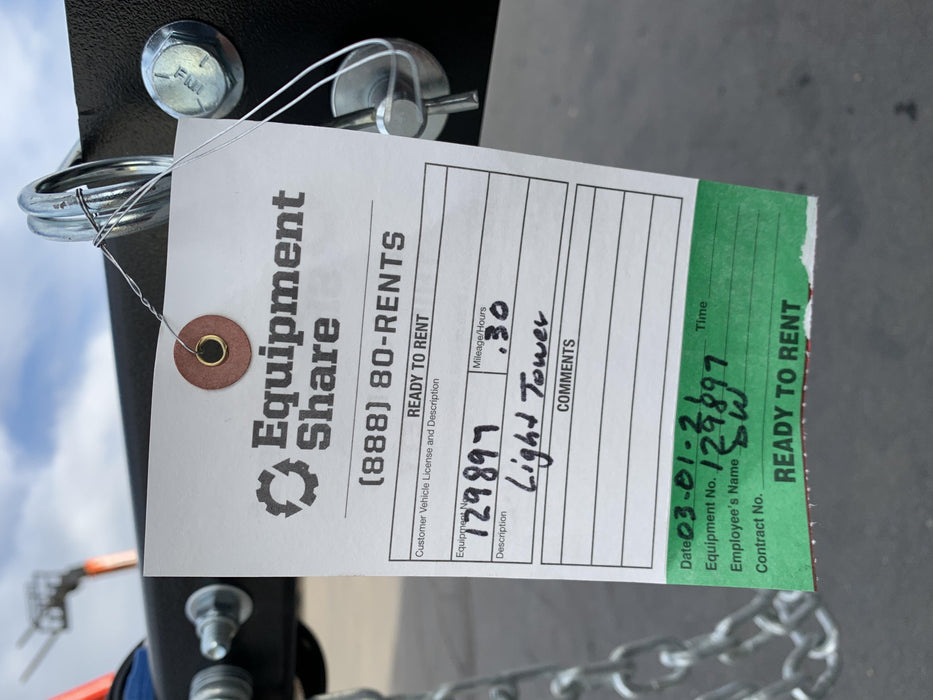 Equipment
Share
(888) 80-RENTS
READY TO RENT
Customer Vehicle License and Description
Equipment No. Mileage/Hours
129897 .30
Description
Light Tower
COMMENTS
Date 03-01-21
Equipment No. 129897 Time
Employee's Name DW
Contract No.
READY TO RENT